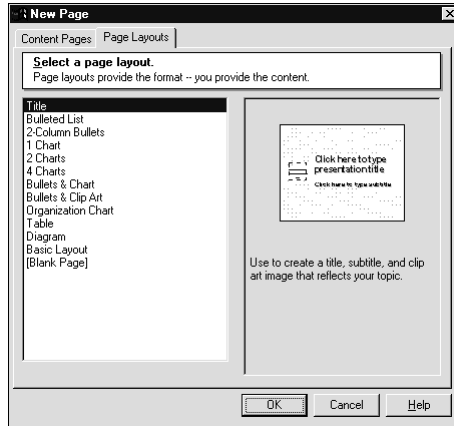 New Page
Content Pages
Page Layouts
Select a page layout.
Page layouts provide the format -- you provide the content.
Title
Bulleted List
2-Column Bullets
1 Chart
2 Charts
4 Charts
Bullets & Chart
Bullets & Clip Art
Organization Chart
Table
Diagram
Basic Layout
[Blank Page]
Click here to type
presentation title
Click here to type subtitle
Use to create a title, subtitle, and clip
art image that reflects your topic.
OK
Cancel
Help